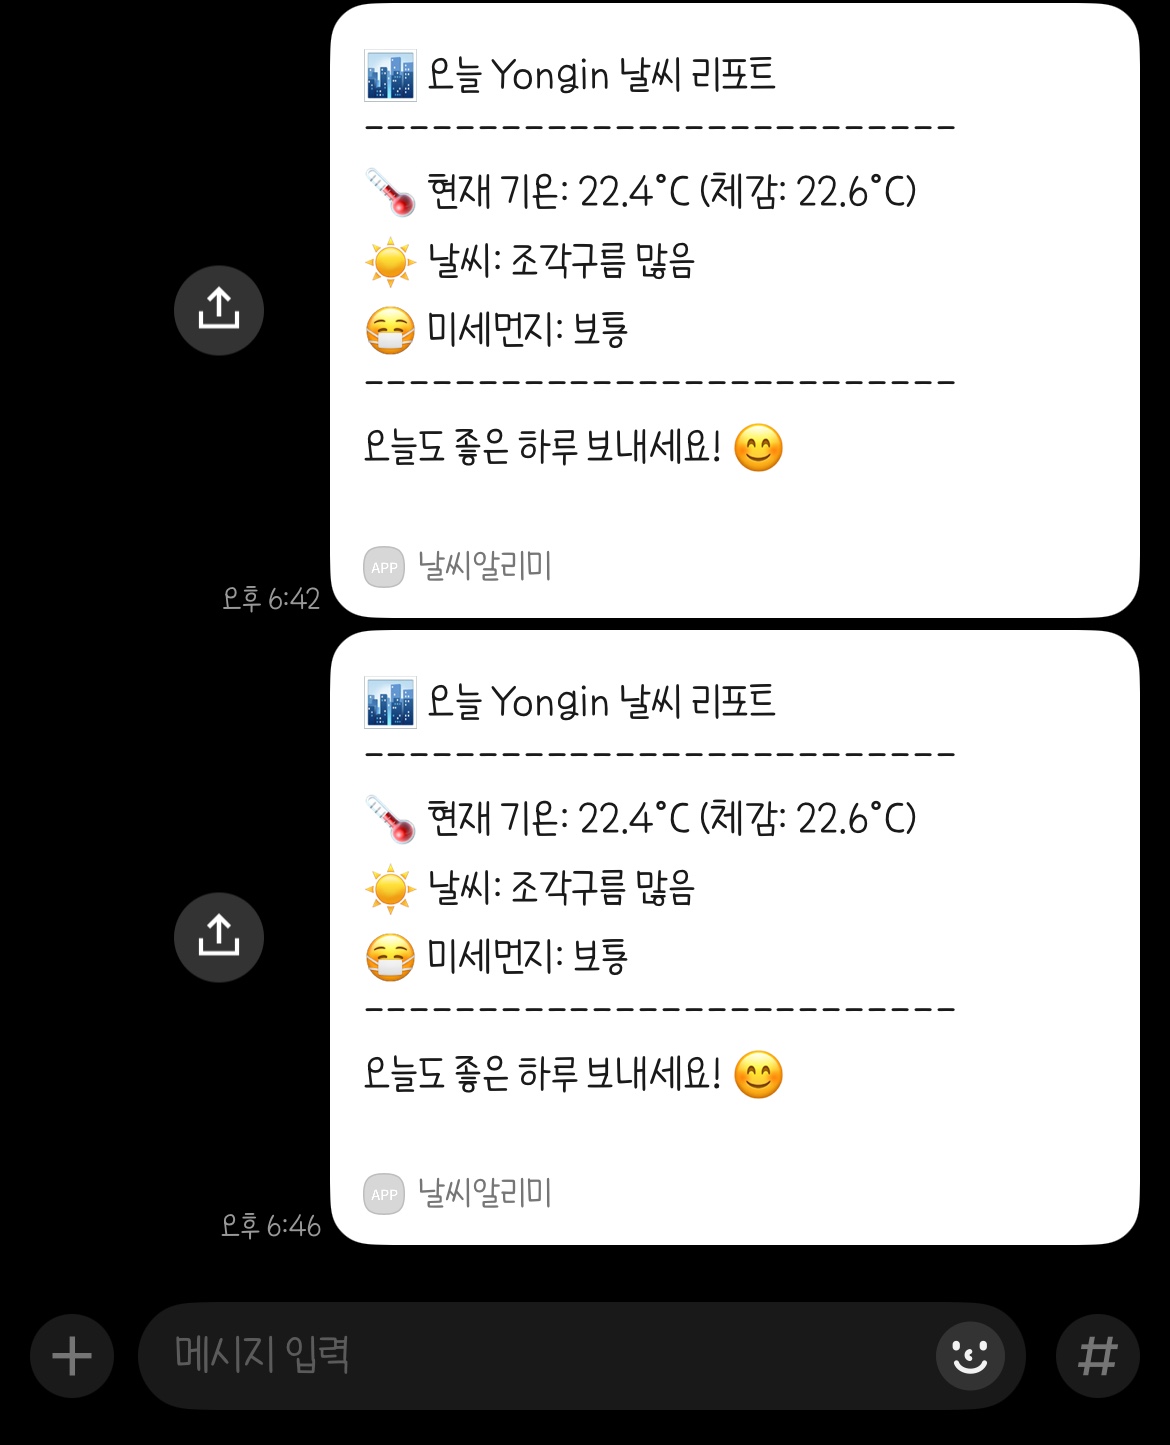 🏙️ 오늘 Yongin 날씨 리포트
--------------------------
🌡️ 현재 기온: 22.4°C (체감: 22.6°C)
☀️ 날씨: 조각구름 많음
😷 미세먼지: 보통
--------------------------
오늘도 좋은 하루 보내세요! 😊
APP 날씨알리미
오후 6:42
🏙️ 오늘 Yongin 날씨 리포트
--------------------------
🌡️ 현재 기온: 22.4°C (체감: 22.6°C)
☀️ 날씨: 조각구름 많음
😷 미세먼지: 보통
--------------------------
오늘도 좋은 하루 보내세요! 😊
APP 날씨알리미
오후 6:46
메시지 입력
#